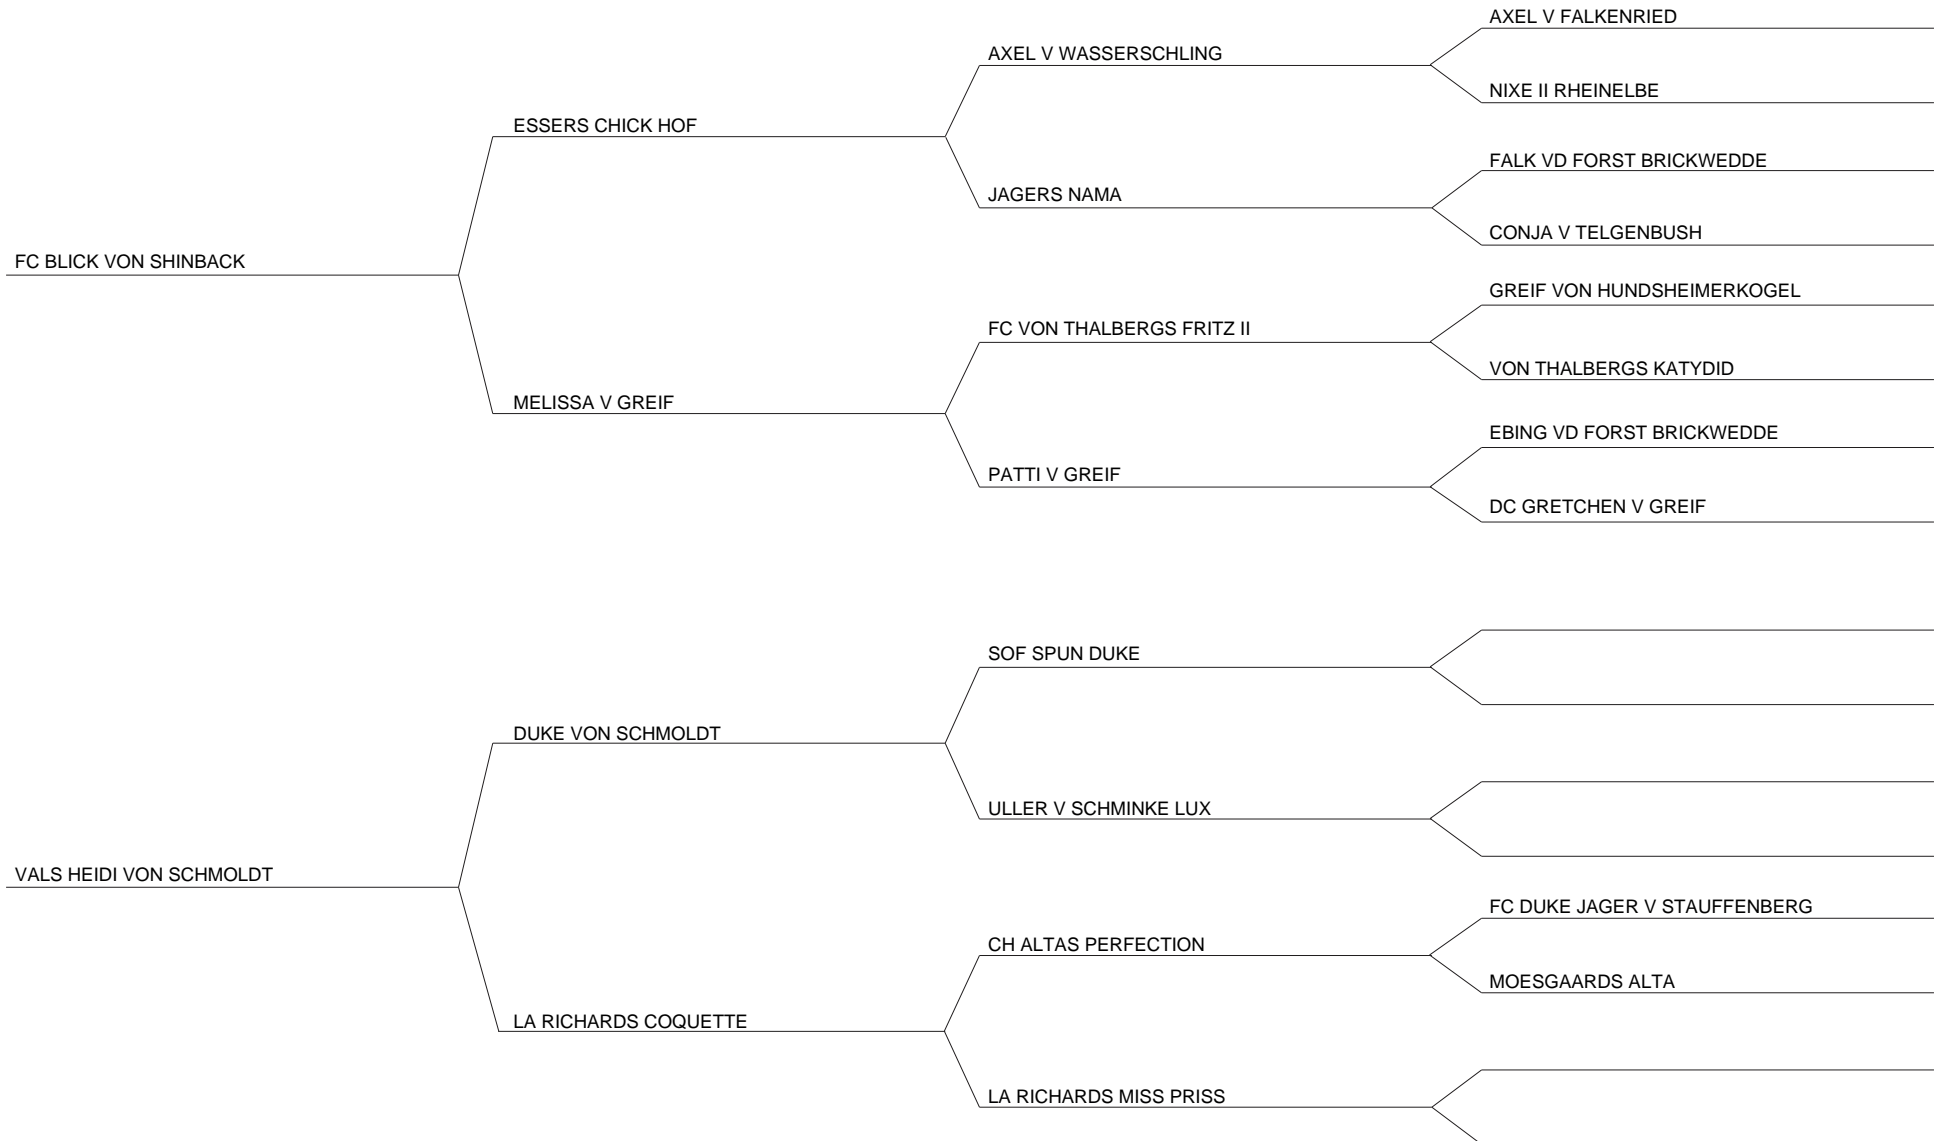 AXEL V FALKENRIED
AXEL V WASSERSCHLING
NIXE II RHEINELBE
ESSERS CHICK HOF
FALK VD FORST BRICKWEDDE
JAGERS NAMA
CONJA V TELGENBUSH
FC BLICK VON SHINBACK
GREIF VON HUNDSHEIMERKOGEL
FC VON THALBERGS FRITZ II
VON THALBERGS KATYDID
MELISSA V GREIF
EBING VD FORST BRICKWEDDE
PATTI V GREIF
DC GRETCHEN V GREIF
SOF SPUN DUKE
DUKE VON SCHMOLDT
ULLER V SCHMINKE LUX
VALS HEIDI VON SCHMOLDT
FC DUKE JAGER V STAUFFENBERG
CH ALTAS PERFECTION
MOESGAARDS ALTA
LA RICHARDS COQUETTE
LA RICHARDS MISS PRISS